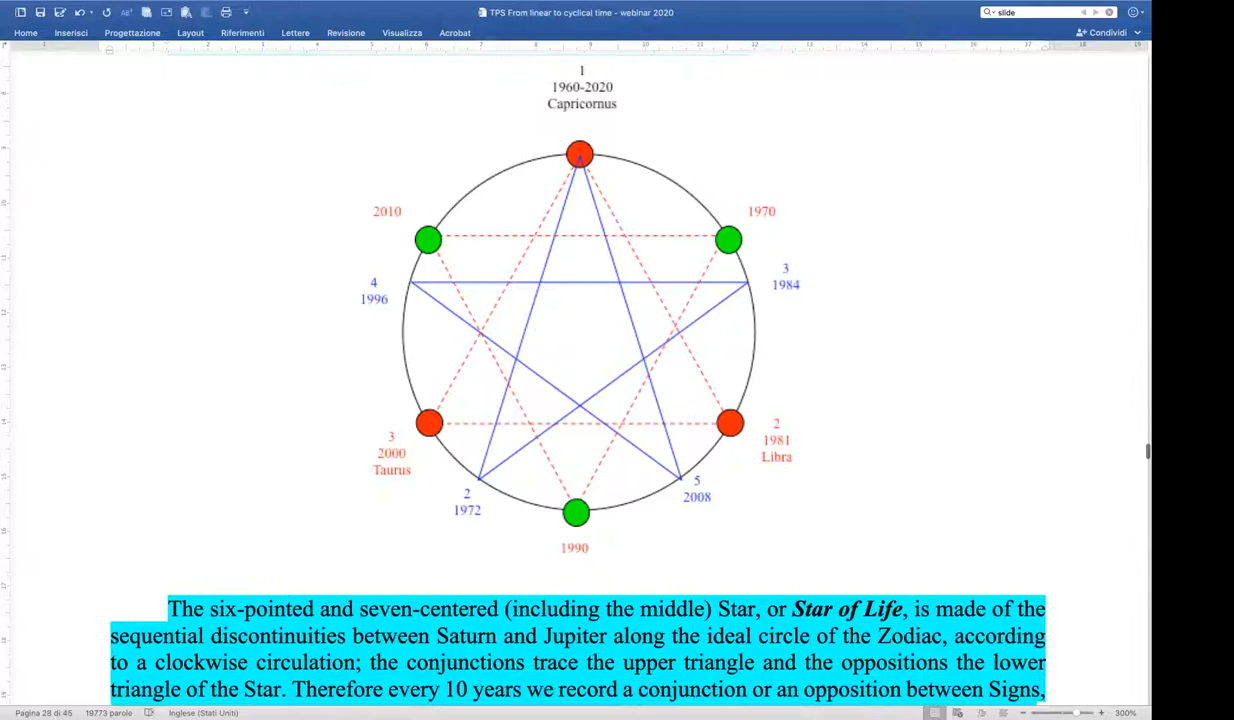 TPS From linear to cyclical time - webinar 2020
slide
Home Inserisci Progettazione Layout Riferimenti Lettere Revisione Visualizza Acrobat
Condividi
1
1960-2020
Capricornus
2010
1970
4
1996
3
1984
3
2000
Taurus
2
1981
Libra
2
1972
5
2008
1990
The six-pointed and seven-centered (including the middle) Star, or Star of Life, is made of the
sequential discontinuities between Saturn and Jupiter along the ideal circle of the Zodiac, according
to a clockwise circulation; the conjunctions trace the upper triangle and the oppositions the lower
triangle of the Star. Therefore every 10 years we record a conjunction or an opposition between Signs,
Pagina 28 di 45 19773 parole Inglese (Stati Uniti) 300%